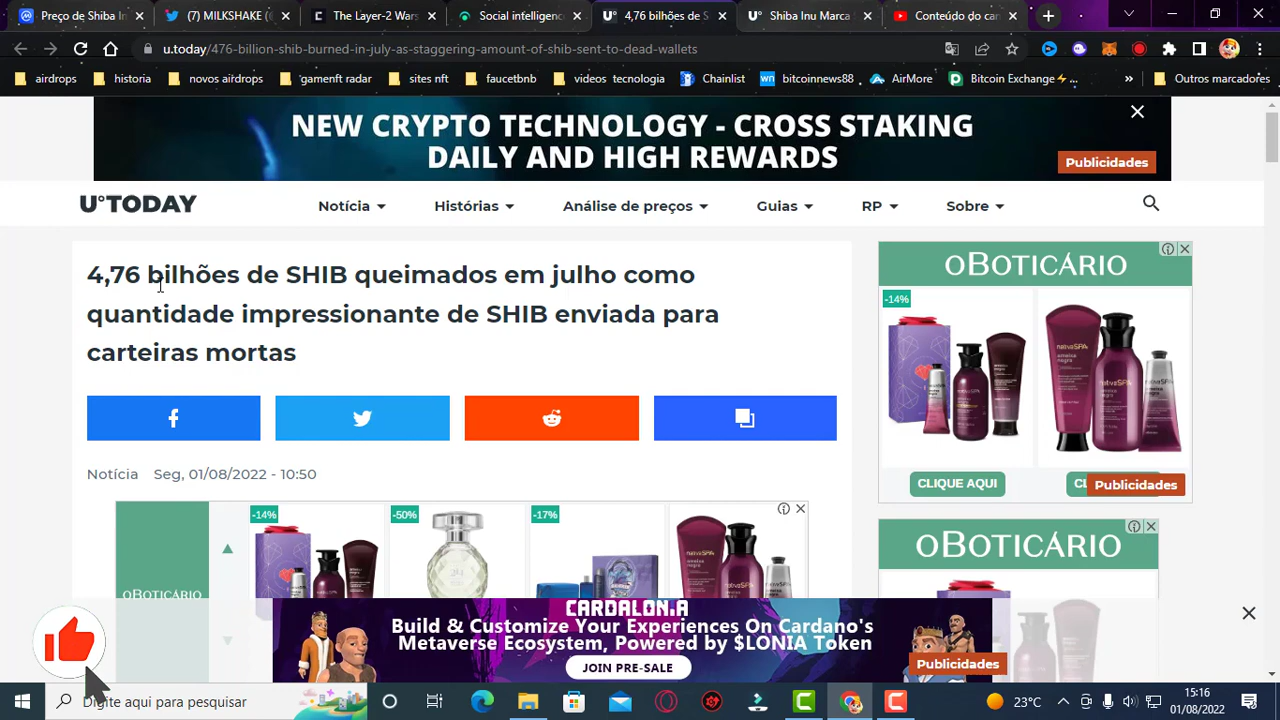 Preço de Shiba In
MILKSHAKE (
The Layer-2 Wars
Social intelligenc
4,76 bilhões de S
Shiba Inu Marca
Conteúdo do can
u.today/476-billion-shib-burned-in-july-as-staggering-amount-of-shib-sent-to-dead-wallets
airdrops
historia
novos airdrops
'gamenft radar
sites nft
faucetbnb
videos tecnologia
Chainlist
bitcoinnews88
AirMore
Bitcoin Exchange
»
Outros marcadores
NEW CRYPTO TECHNOLOGY - CROSS STAKING
DAILY AND HIGH REWARDS
Publicidades
U°TODAY
Notícia
Histórias
Análise de preços
Guias
RP
Sobre
4,76 bilhões de SHIB queimados em julho como
quantidade impressionante de SHIB enviada para
carteiras mortas
Notícia Seg, 01/08/2022 - 10:50
oBOTICÁRIO
-14%
CLIQUE AQUI
CL
Publicidades
oBOTICÁRIO
-14%
-50%
-17%
oBOTICÁRIO
CARDALON.A
Build & Customize Your Experiences On Cardano's
Metaverse Ecosystem, Powered by $LONIA Token
JOIN PRE-SALE
Publicidades
Digite aqui para pesquisar
23°C
15:16
01/08/2022